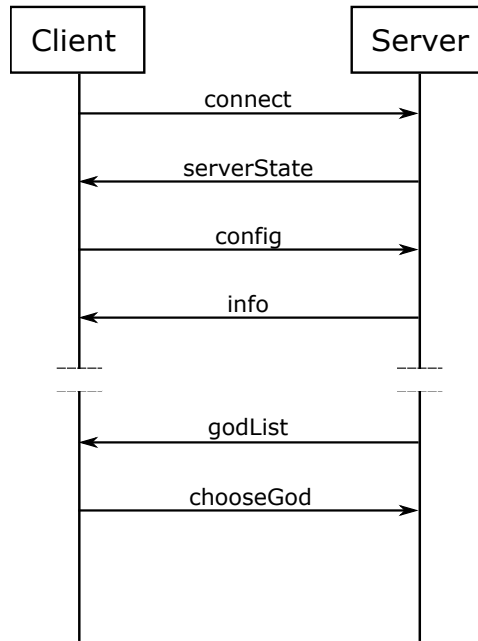 Client Server
connect
serverState
config
info
godList
chooseGod